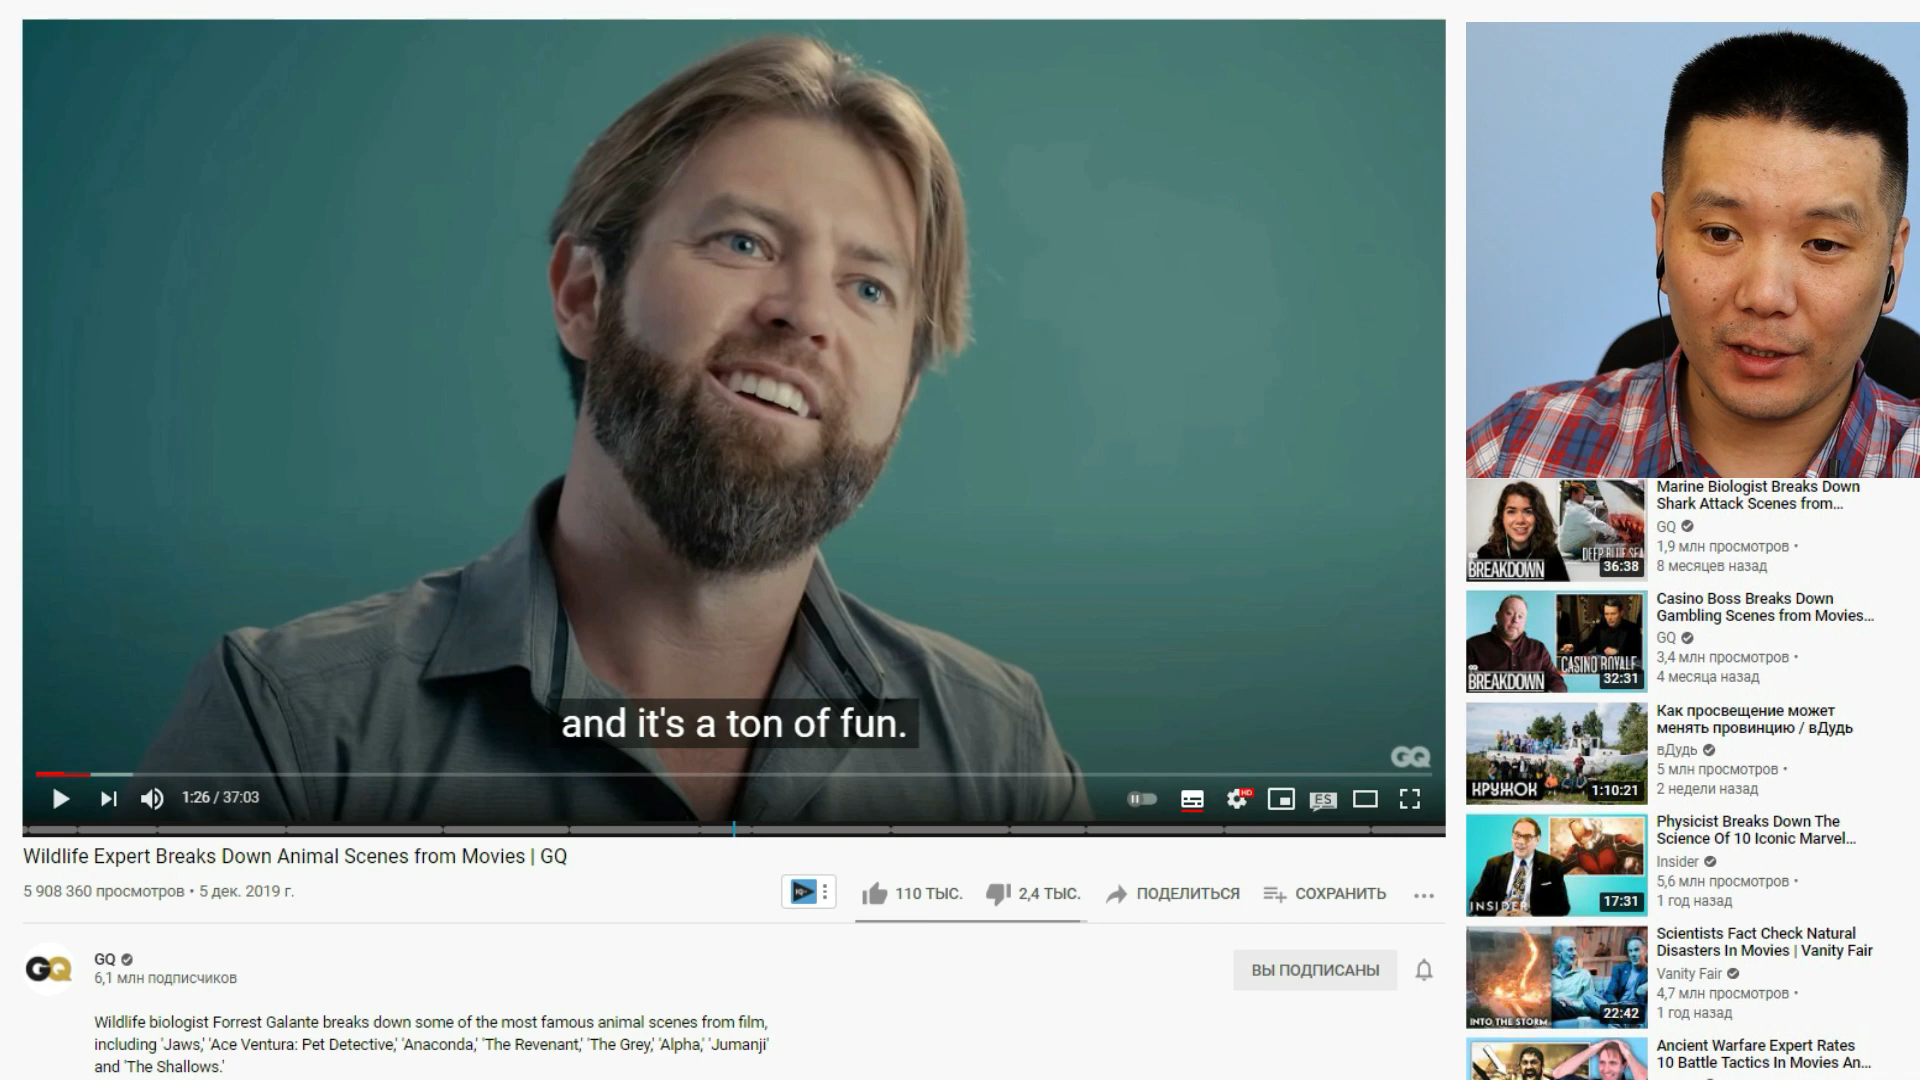 and it's a ton of fun.
GQ
1:26 / 37:03
HD
ES
Wildlife Expert Breaks Down Animal Scenes from Movies | GQ
5 908 360 просмотров • 5 дек. 2019 г.
110 ТЫС.
2,4 ТЫС.
ПОДЕЛИТЬСЯ
СОХРАНИТЬ
GQ
GQ
6,1 млн подписчиков
ВЫ ПОДПИСАНЫ
Wildlife biologist Forrest Galante breaks down some of the most famous animal scenes from film,
including 'Jaws,' 'Ace Ventura: Pet Detective,' 'Anaconda,' 'The Revenant,' 'The Grey,' 'Alpha,' 'Jumanji'
and 'The Shallows.'
DEEP BLUE SEA
BREAKDOWN
36:38
Marine Biologist Breaks Down
Shark Attack Scenes from...
GQ
1,9 млн просмотров •
8 месяцев назад
CASINO ROYALE
BREAKDOWN
32:31
Casino Boss Breaks Down
Gambling Scenes from Movies...
GQ
3,4 млн просмотров •
4 месяца назад
КРУЖОК
1:10:21
Как просвещение может
менять провинцию / вДудь
вДудь
5 млн просмотров •
2 недели назад
INSIDER
17:31
Physicist Breaks Down The
Science Of 10 Iconic Marvel...
Insider
5,6 млн просмотров •
1 год назад
INTO THE STORM
22:42
Scientists Fact Check Natural
Disasters In Movies | Vanity Fair
Vanity Fair
4,7 млн просмотров •
1 год назад
Ancient Warfare Expert Rates
10 Battle Tactics In Movies An...